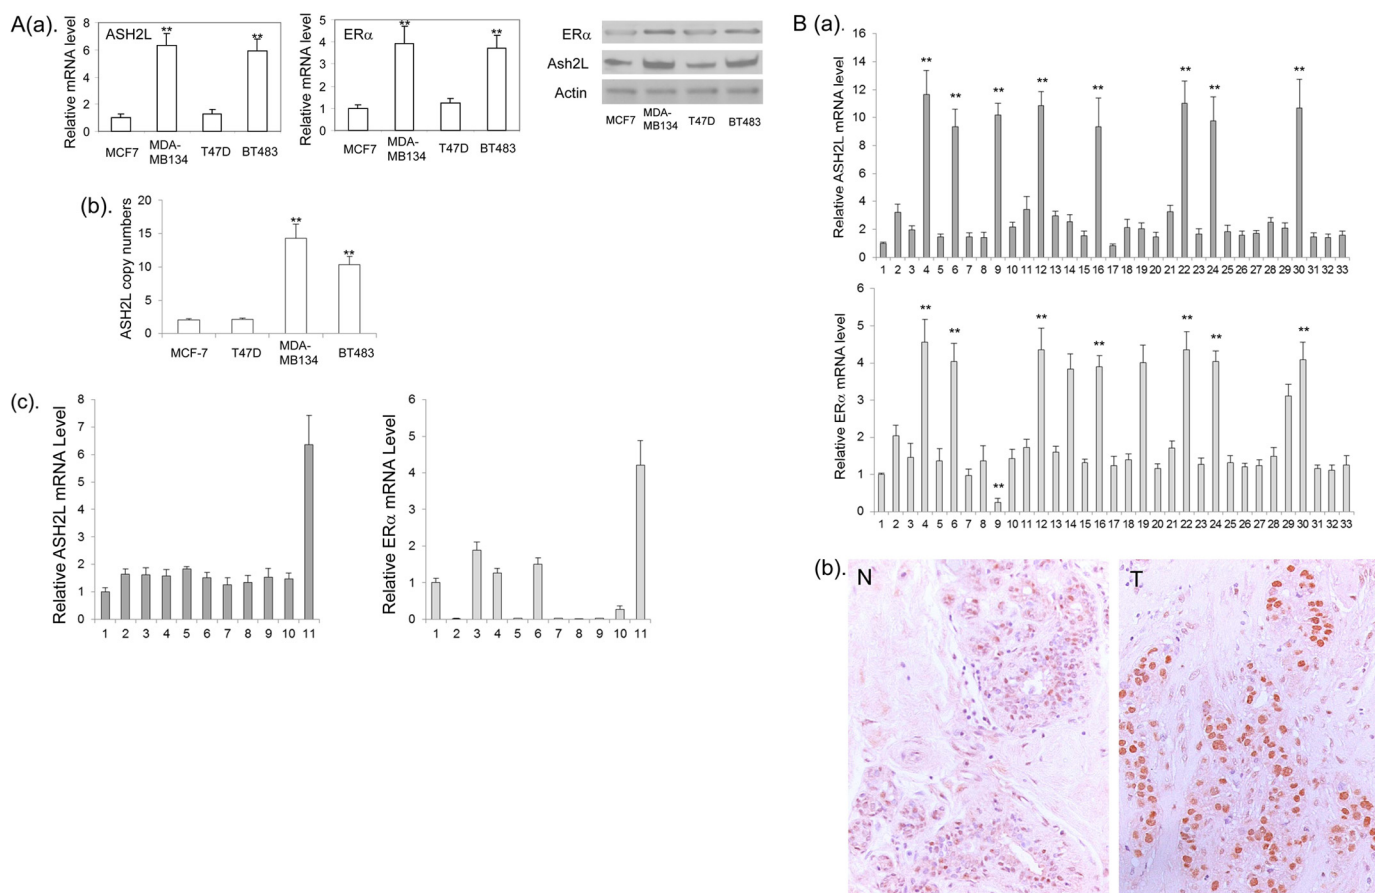 A(a).
Relative mRNA level
8
6
4
2
0
ASH2L
**
**
MCF7
MDA-
MB134
T47D
BT483
Relative mRNA level
5
4
3
2
1
0
ERα
**
**
MCF7
MDA-
MB134
T47D
BT483
ERα
Ash2L
Actin
MCF7
MDA-
MB134
T47D
BT483
(b).
ASH2L copy numbers
20
15
10
5
0
**
**
MCF-7
T47D
MDA-
MB134
BT483
(c).
Relative ASH2L mRNA Level
8
7
6
5
4
3
2
1
0
1 2 3 4 5 6 7 8 9 10 11
Relative ERα mRNA Level
6
5
4
3
2
1
0
1 2 3 4 5 6 7 8 9 10 11
B (a).
Relative ASH2L mRNA level
16
14
12
10
8
6
4
2
0
** ** ** ** ** ** ** **
1 2 3 4 5 6 7 8 9 10 11 12 13 14 15 16 17 18 19 20 21 22 23 24 25 26 27 28 29 30 31 32 33
Relative ERα mRNA level
6
5
4
3
2
1
0
** ** ** ** ** ** ** **
1 2 3 4 5 6 7 8 9 10 11 12 13 14 15 16 17 18 19 20 21 22 23 24 25 26 27 28 29 30 31 32 33
(b).
N
T